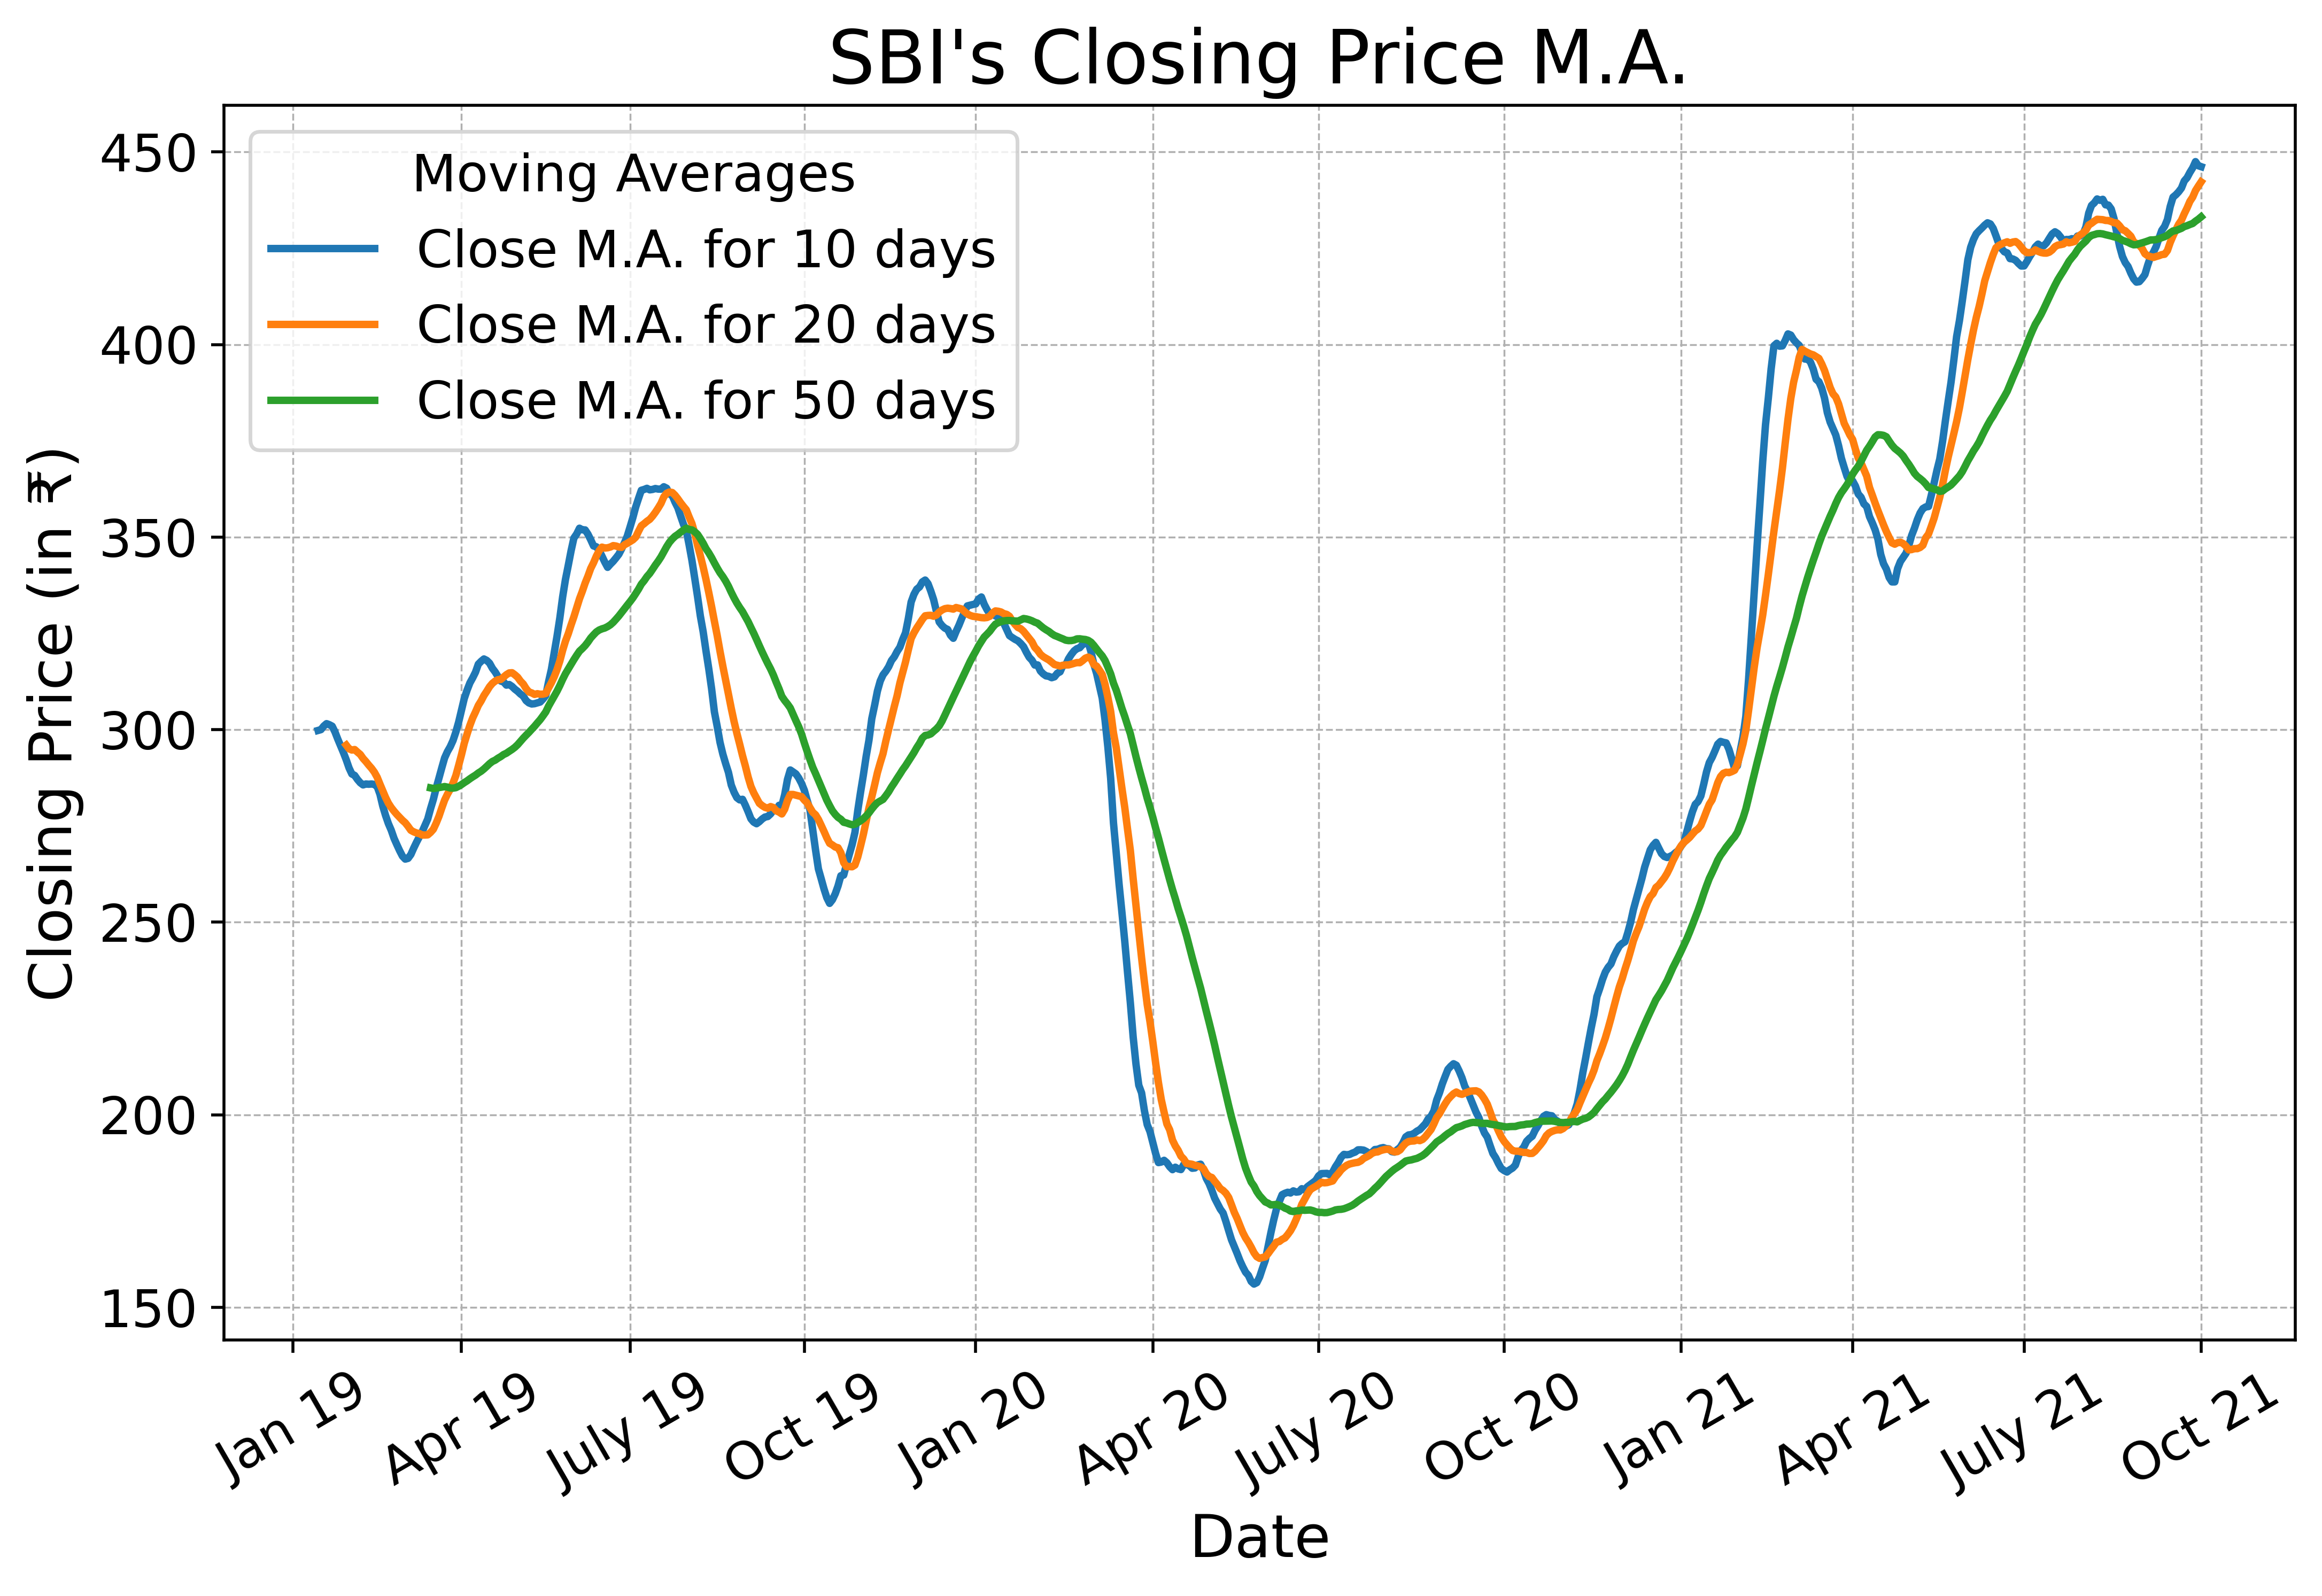 SBI's Closing Price M.A.
Moving Averages
Close M.A. for 10 days
Close M.A. for 20 days
Close M.A. for 50 days
Closing Price (in ₹)
450
400
350
300
250
200
150
Jan 19
Apr 19
July 19
Oct 19
Jan 20
Apr 20
July 20
Oct 20
Jan 21
Apr 21
July 21
Oct 21
Date